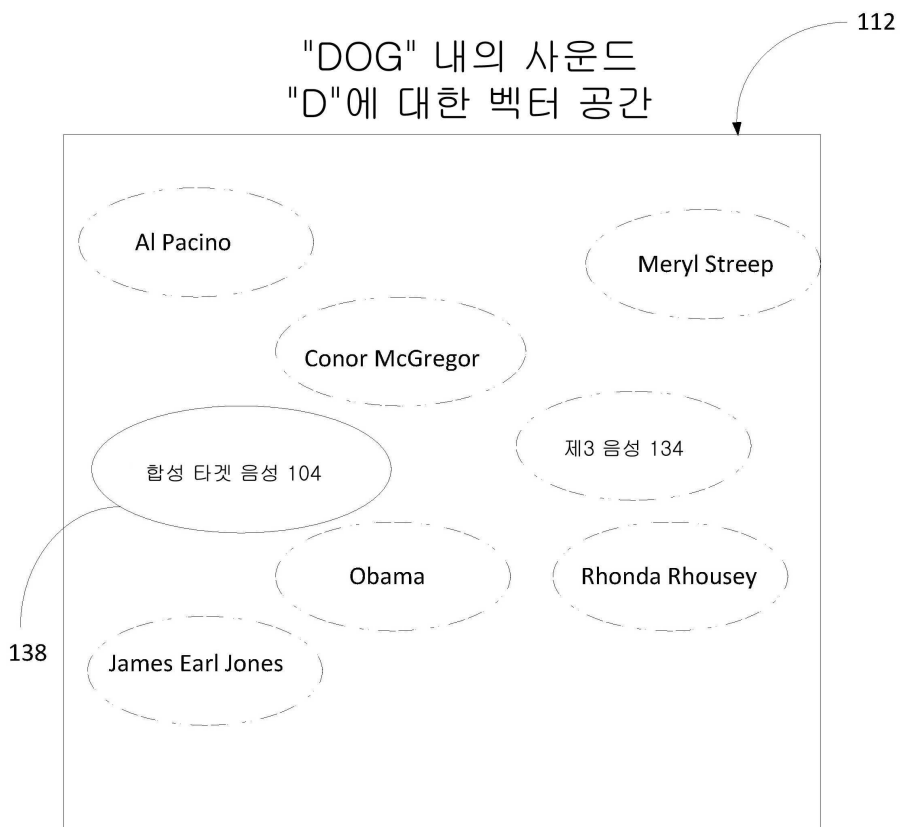 112
"DOG" 내의 사운드
"D"에 대한 벡터 공간
Al Pacino
Meryl Streep
Conor McGregor
제3 음성 134
합성 타겟 음성 104
Obama
Rhonda Rhousey
138
James Earl Jones